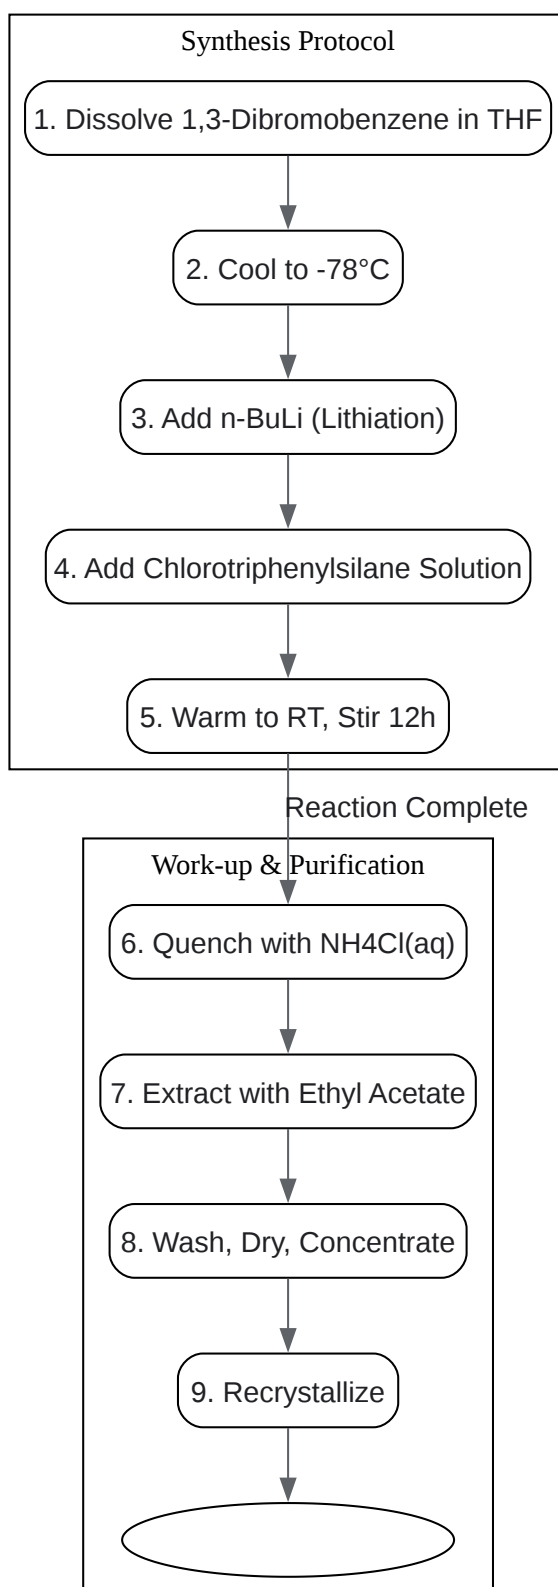 Synthesis Protocol
1. Dissolve 1,3-Dibromobenzene in THF
2. Cool to -78°C
3. Add n-BuLi (Lithiation)
4. Add Chlorotriphenylsilane Solution
5. Warm to RT, Stir 12h
Reaction Complete
Work-up & Purification
6. Quench with NH4Cl(aq)
7. Extract with Ethyl Acetate
8. Wash, Dry, Concentrate
9. Recrystallize